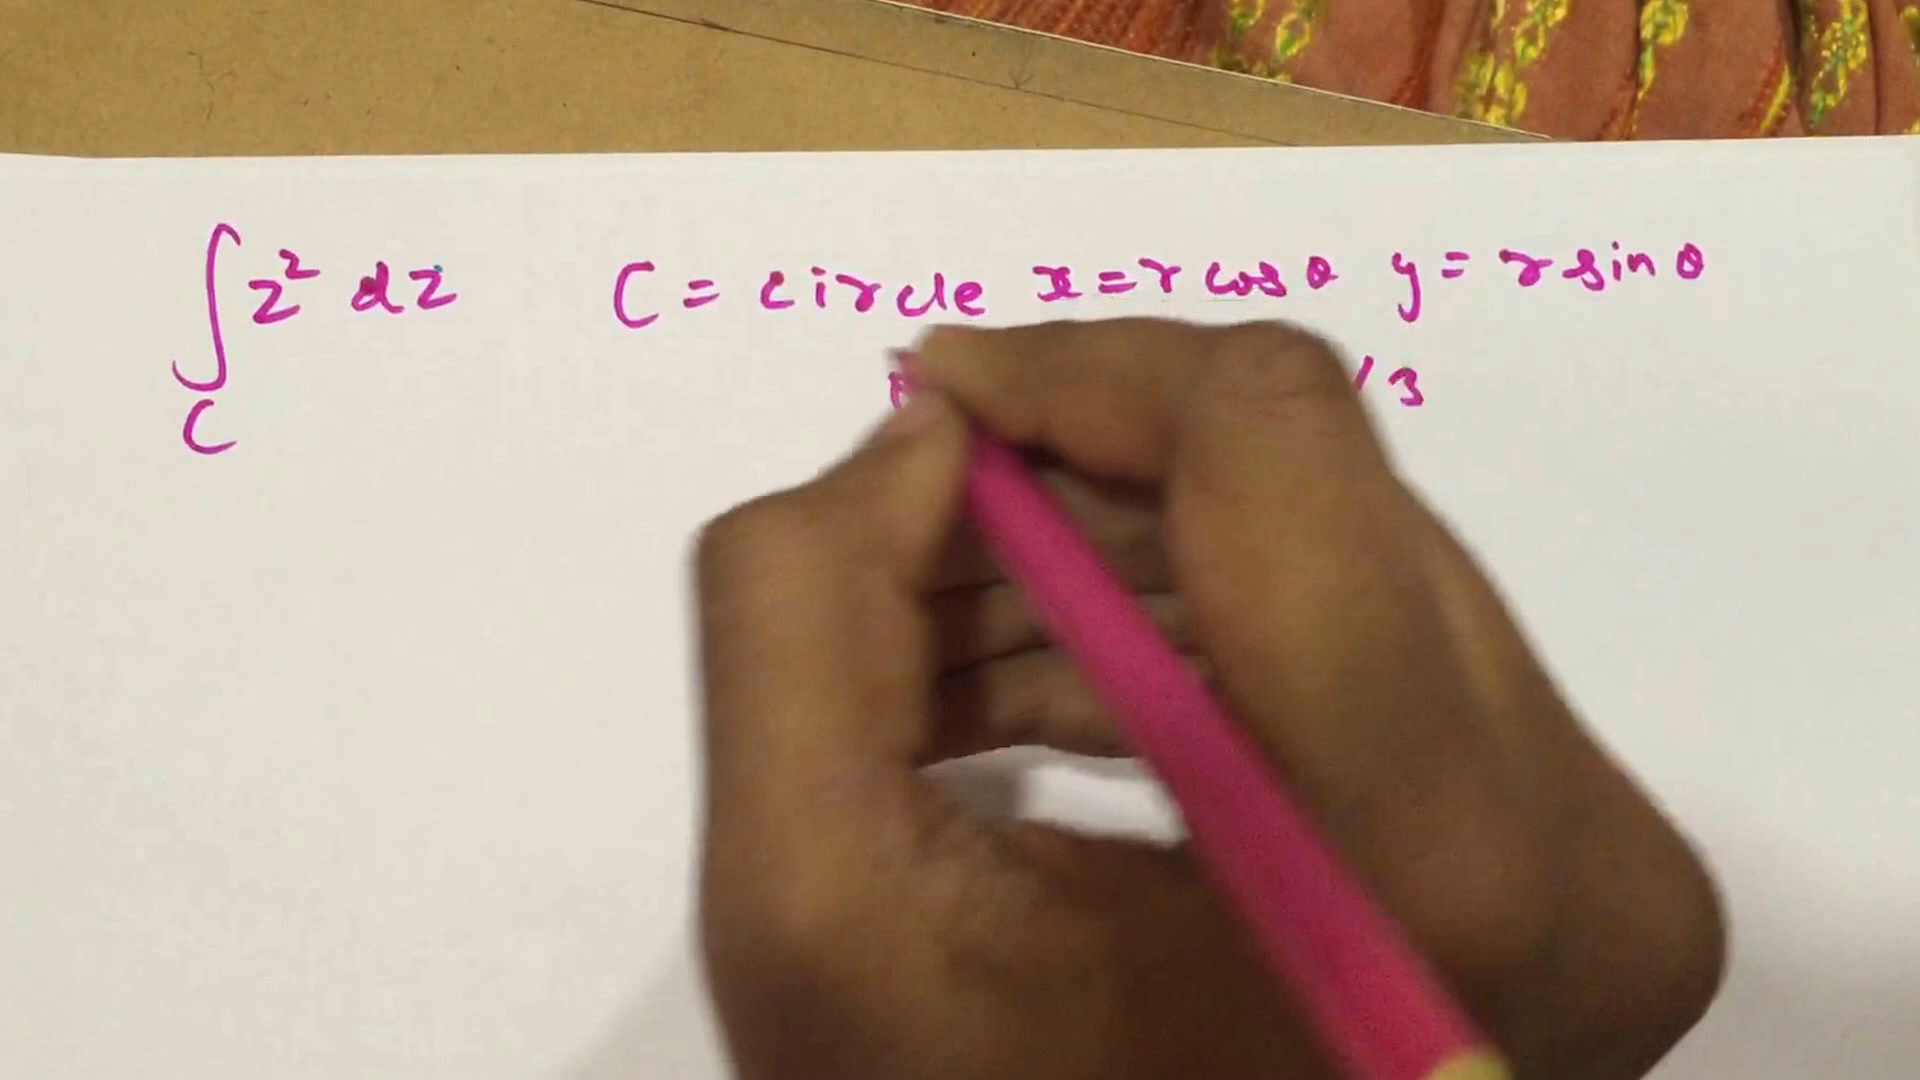 ∫ z² dz C = circle x = r cos θ y = r sin θ
C /3